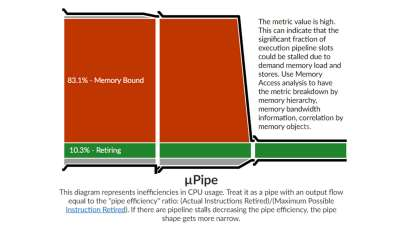 The metric value is high.
This can indicate that the
significant fraction of
execution pipeline slots
could be stalled due to
demand memory load and
stores. Use Memory
Access analysis to have
the metric breakdown by
memory hierarchy,
memory bandwidth
information, correlation by
memory objects.
83.1% - Memory Bound
10.3% - Retiring
µPipe
This diagram represents inefficiencies in CPU usage. Treat it as a pipe with an output flow
equal to the "pipe efficiency" ratio: (Actual Instructions Retired)/(Maximum Possible
Instruction Retired). If there are pipeline stalls decreasing the pipe efficiency, the pipe
shape gets more narrow.